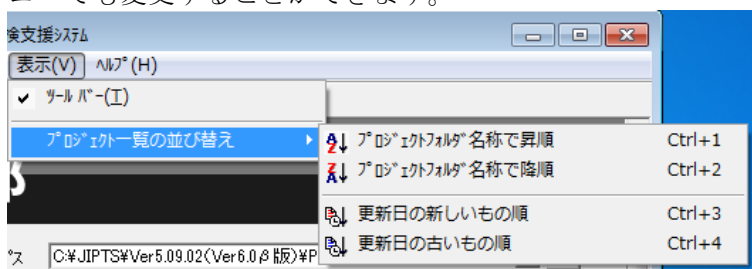 ューでも変更することができます。
検支援システム
表示(V) ヘルプ(H)
✓ ツール バー(T)
プロジェクト一覧の並び替え
プロジェクトフォルダ名称で昇順 Ctrl+1
プロジェクトフォルダ名称で降順 Ctrl+2
更新日の新しいもの順 Ctrl+3
更新日の古いもの順 Ctrl+4
パス C:¥JIPTS¥Ver5.09.02(Ver6.0β版)¥P